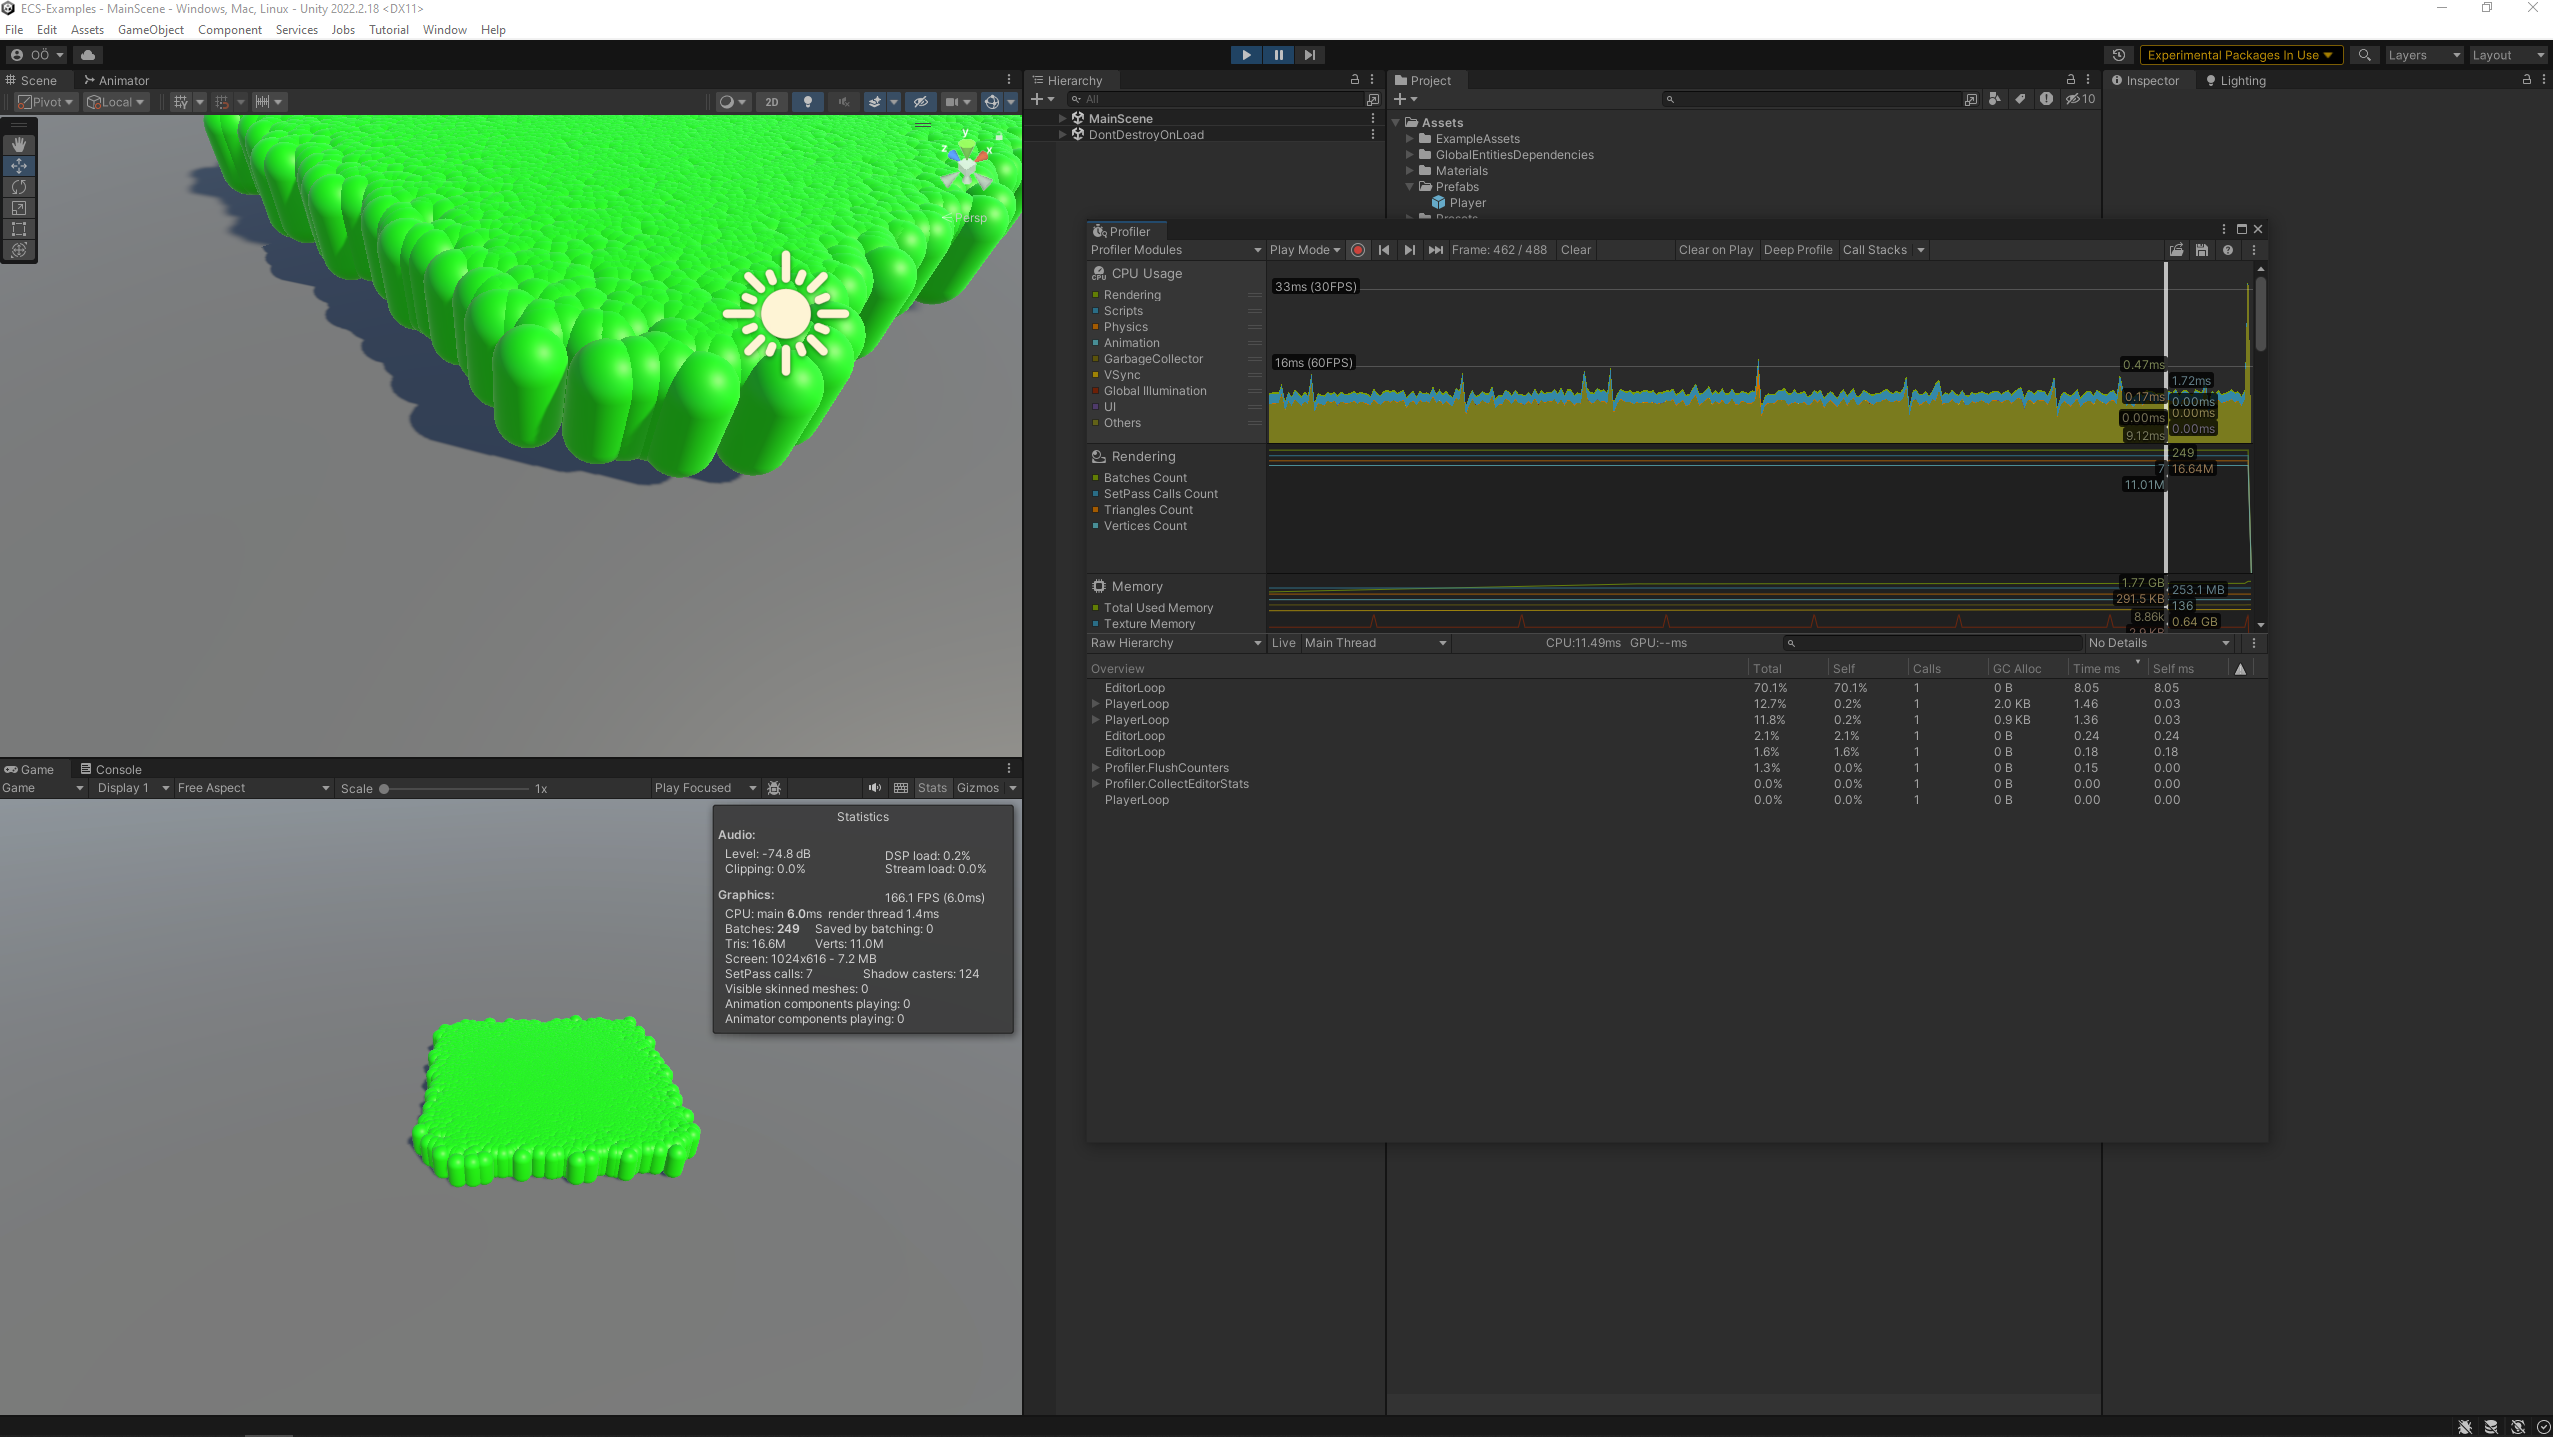 ECS-Examples - MainScene - Windows, Mac, Linux - Unity 2022.2.18 <DX11>
File Edit Assets GameObject Component Services Jobs Tutorial Window Help
OÖ
Experimental Packages In Use
Layers
Layout
Scene
Animator
Pivot
Local
2D
y
z
x
Persp
Hierarchy
All
MainScene
DontDestroyOnLoad
Project
10
Assets
ExampleAssets
GlobalEntitiesDependencies
Materials
Prefabs
Player
Presets
Inspector
Lighting
Profiler
Profiler Modules
Play Mode
Frame: 462 / 488
Clear
Clear on Play
Deep Profile
Call Stacks
CPU Usage
Rendering
Scripts
Physics
Animation
GarbageCollector
VSync
Global Illumination
UI
Others
33ms (30FPS)
16ms (60FPS)
0.47ms
1.72ms
0.17ms
0.00ms
0.00ms
0.00ms
0.00ms
9.12ms
Rendering
Batches Count
SetPass Calls Count
Triangles Count
Vertices Count
249
7
16.64M
11.01M
Memory
Total Used Memory
Texture Memory
1.77 GB
253.1 MB
291.5 KB
136
8.86k
0.64 GB
2.9 KB
Raw Hierarchy
Live
Main Thread
CPU:11.49ms GPU:--ms
No Details
Overview Total Self Calls GC Alloc Time ms Self ms
EditorLoop 70.1% 70.1% 1 0 B 8.05 8.05
PlayerLoop 12.7% 0.2% 1 2.0 KB 1.46 0.03
PlayerLoop 11.8% 0.2% 1 0.9 KB 1.36 0.03
EditorLoop 2.1% 2.1% 1 0 B 0.24 0.24
EditorLoop 1.6% 1.6% 1 0 B 0.18 0.18
Profiler.FlushCounters 1.3% 0.0% 1 0 B 0.15 0.00
Profiler.CollectEditorStats 0.0% 0.0% 1 0 B 0.00 0.00
PlayerLoop 0.0% 0.0% 1 0 B 0.00 0.00
Game
Console
Game
Display 1
Free Aspect
Scale
1x
Play Focused
Stats
Gizmos
Statistics
Audio:
Level: -74.8 dB DSP load: 0.2%
Clipping: 0.0% Stream load: 0.0%
Graphics: 166.1 FPS (6.0ms)
CPU: main 6.0ms render thread 1.4ms
Batches: 249 Saved by batching: 0
Tris: 16.6M Verts: 11.0M
Screen: 1024x616 - 7.2 MB
SetPass calls: 7 Shadow casters: 124
Visible skinned meshes: 0
Animation components playing: 0
Animator components playing: 0